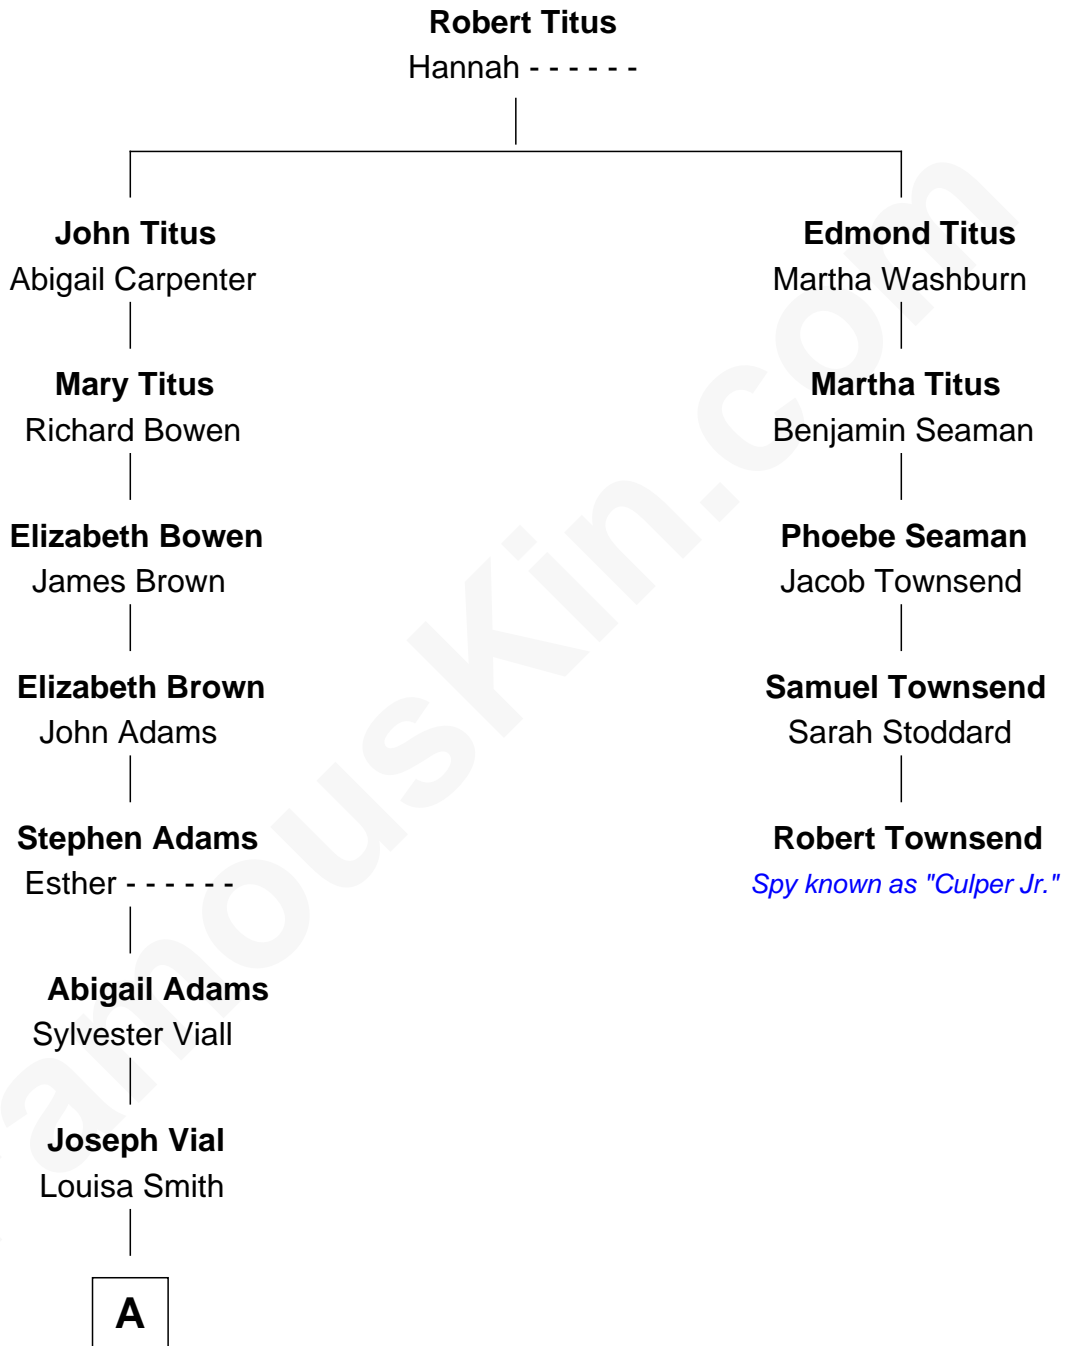 Robert Titus
Hannah - - - - - -
John Titus
Abigail Carpenter
Edmond Titus
Martha Washburn
Mary Titus
Richard Bowen
Martha Titus
Benjamin Seaman
Elizabeth Bowen
James Brown
Phoebe Seaman
Jacob Townsend
Elizabeth Brown
John Adams
Samuel Townsend
Sarah Stoddard
Stephen Adams
Esther - - - - - -
Robert Townsend
Spy known as "Culper Jr."
Abigail Adams
Sylvester Viall
Joseph Vial
Louisa Smith
A
amouskin.com